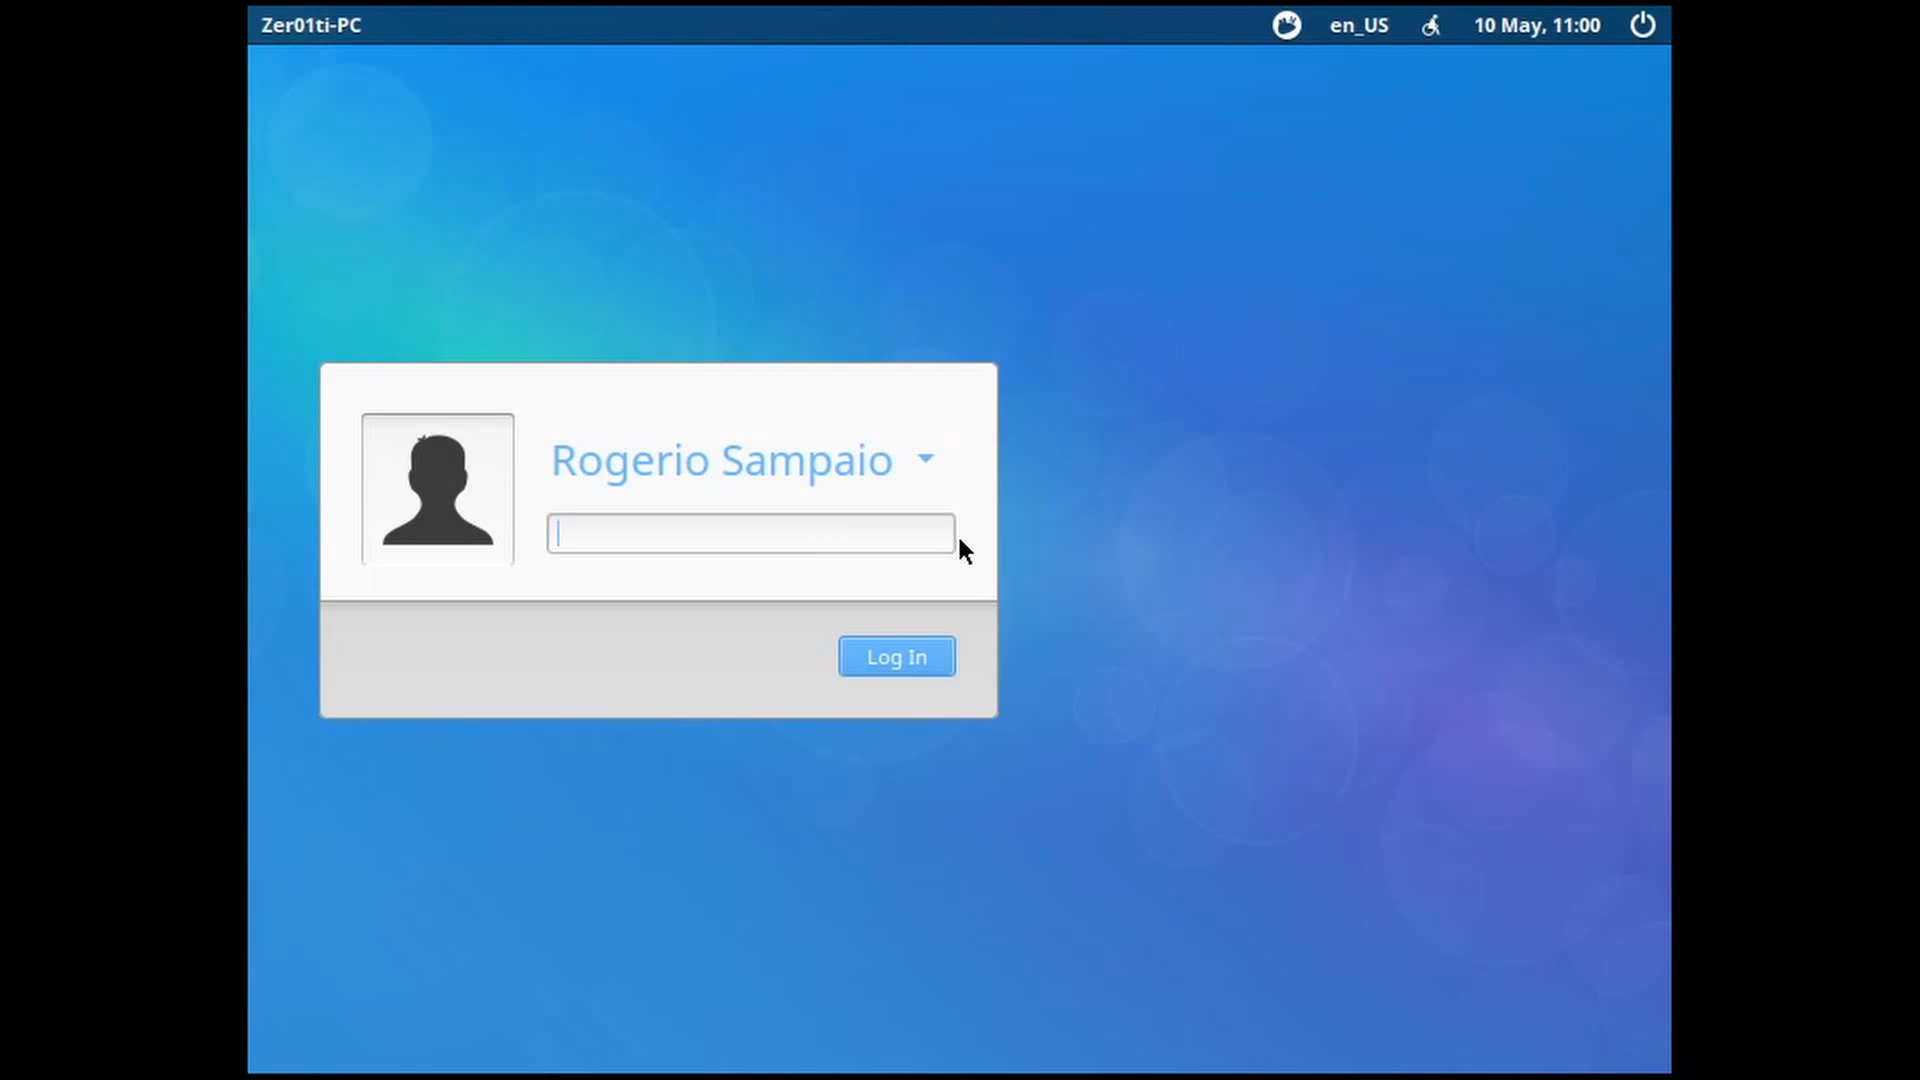 Zer01ti-PC
en_US
10 May, 11:00
Rogerio Sampaio
Log In